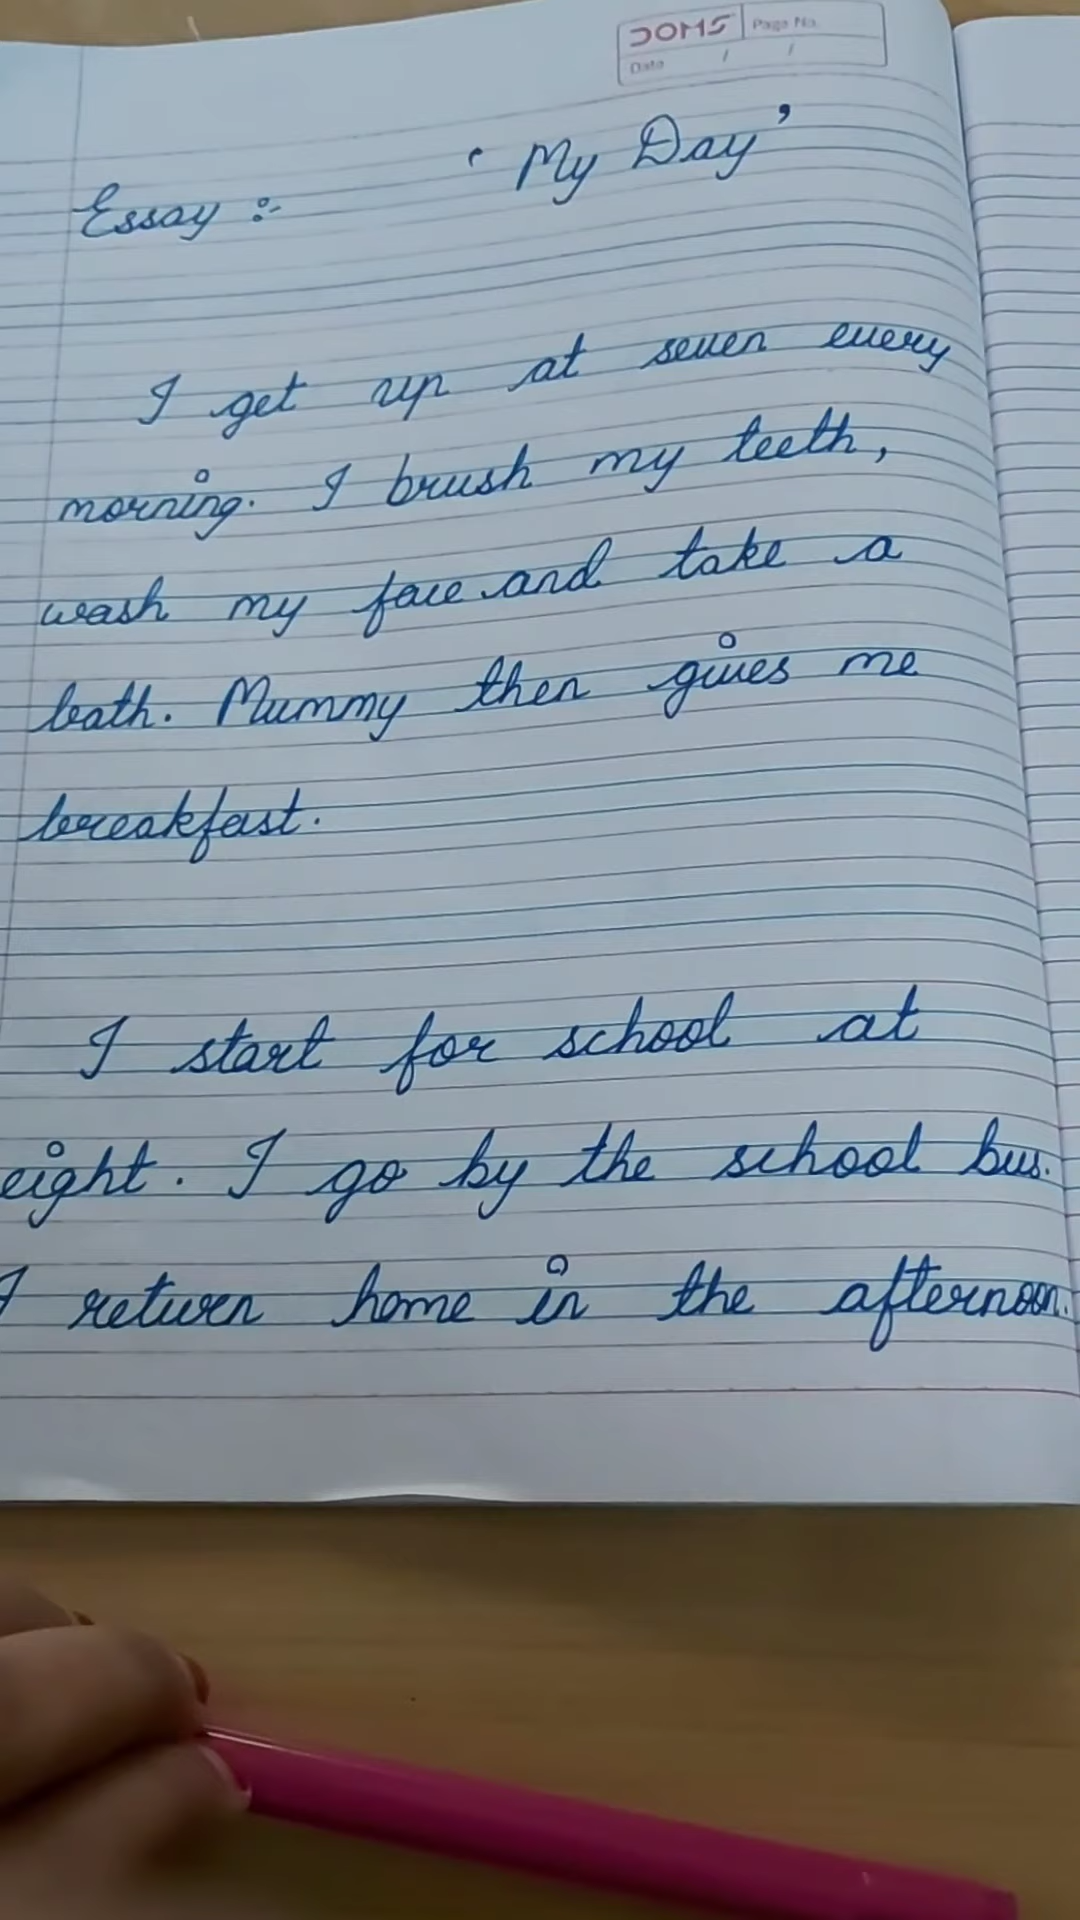 DOMS Page No.
Date / /
Essay :- ' My Day '
I get up at seven every
morning. I brush my teeth,
wash my face and take a
bath. Mummy then gives me
breakfast.
I start for school at
eight. I go by the school bus.
I return home in the afternoon.